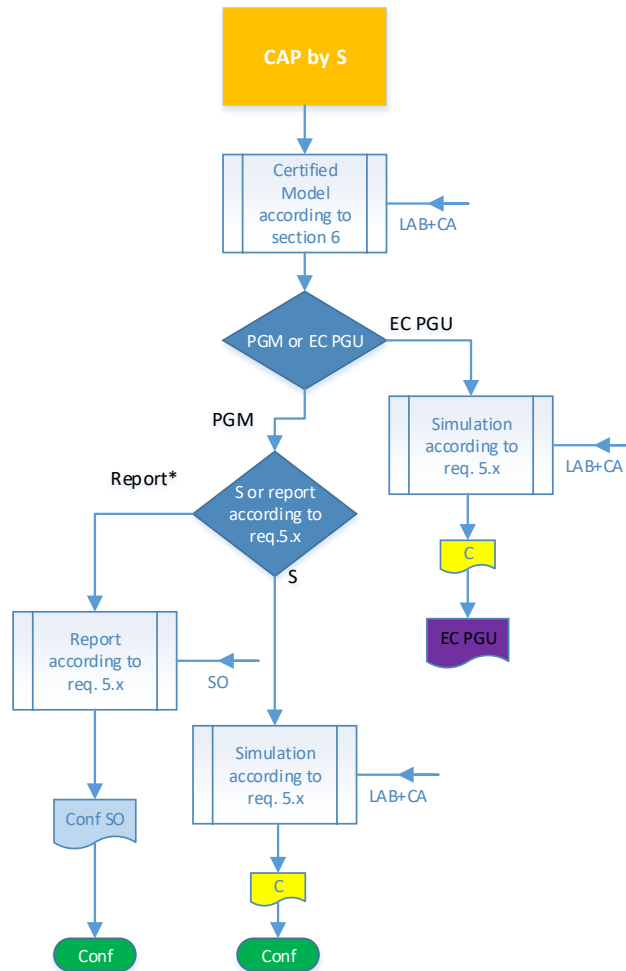 CAP by S
Certified
Model
according to
section 6
LAB+CA
PGM or EC PGU
EC PGU
PGM
Simulation
according to
req. 5.x
LAB+CA
Report*
S or report
according to
req.5.x
S
C
EC PGU
Report
according to
req. 5.x
SO
Simulation
according to
req. 5.x
LAB+CA
Conf SO
C
Conf
Conf